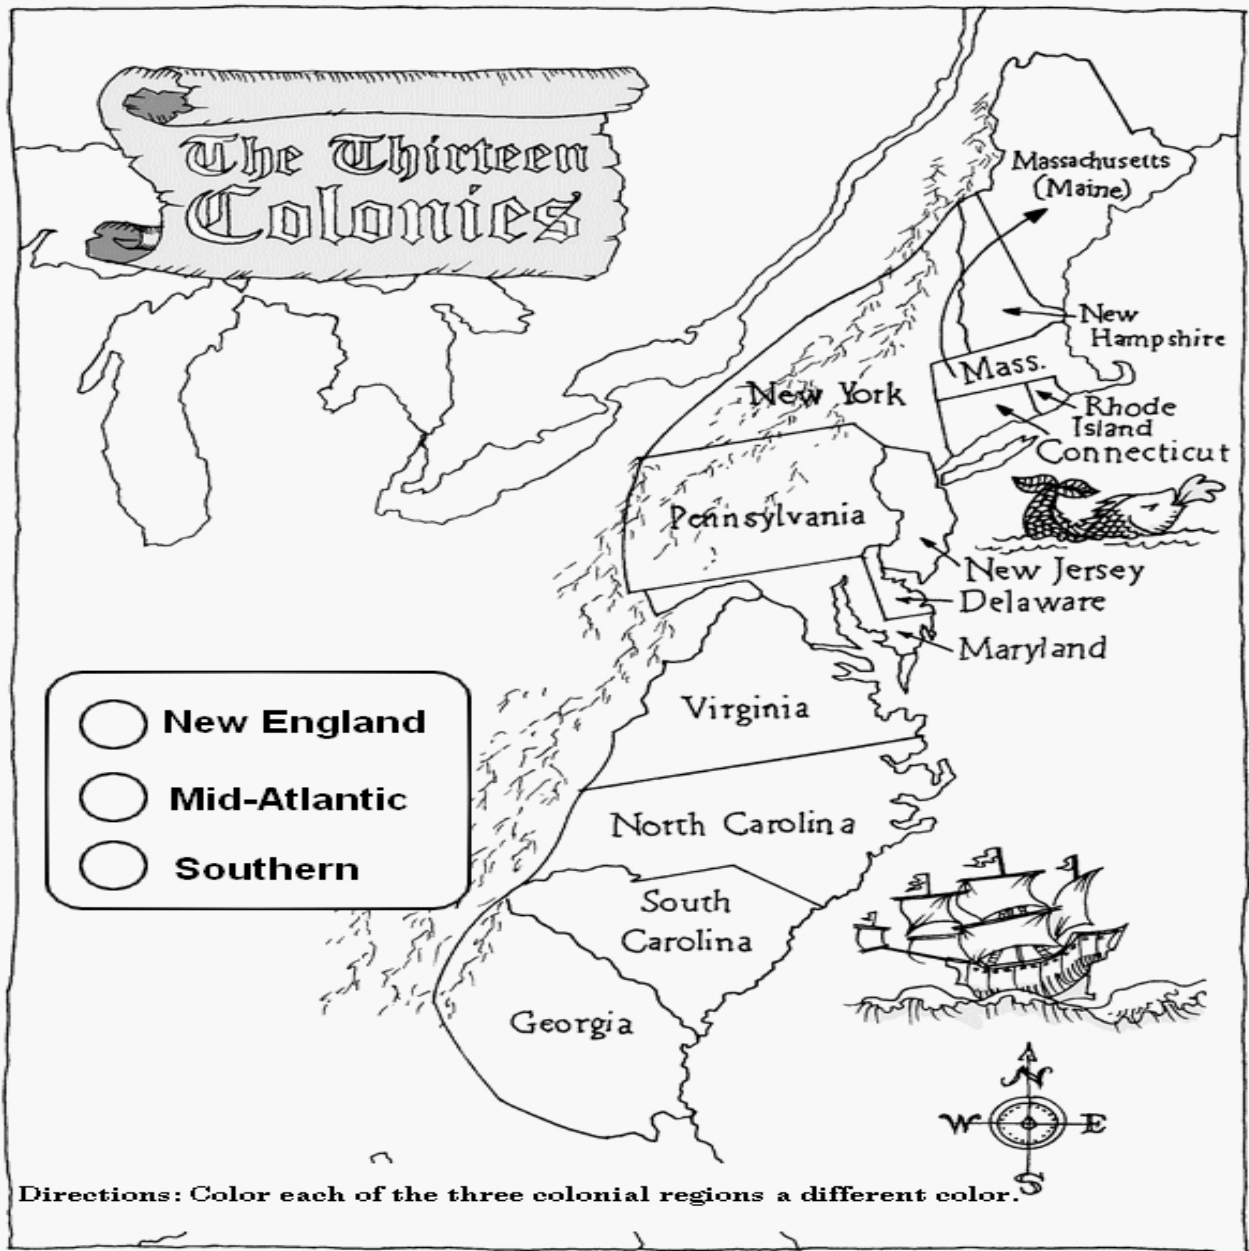 The Thirteen
Colonies
Massachusetts
(Maine)
New
Hampshire
Mass.
New York
Rhode
Island
Connecticut
Pennsylvania
New Jersey
Delaware
Maryland
New England
Virginia
Mid-Atlantic
North Carolina
Southern
South
Carolina
Georgia
N
W E
S
Directions: Color each of the three colonial regions a different color.